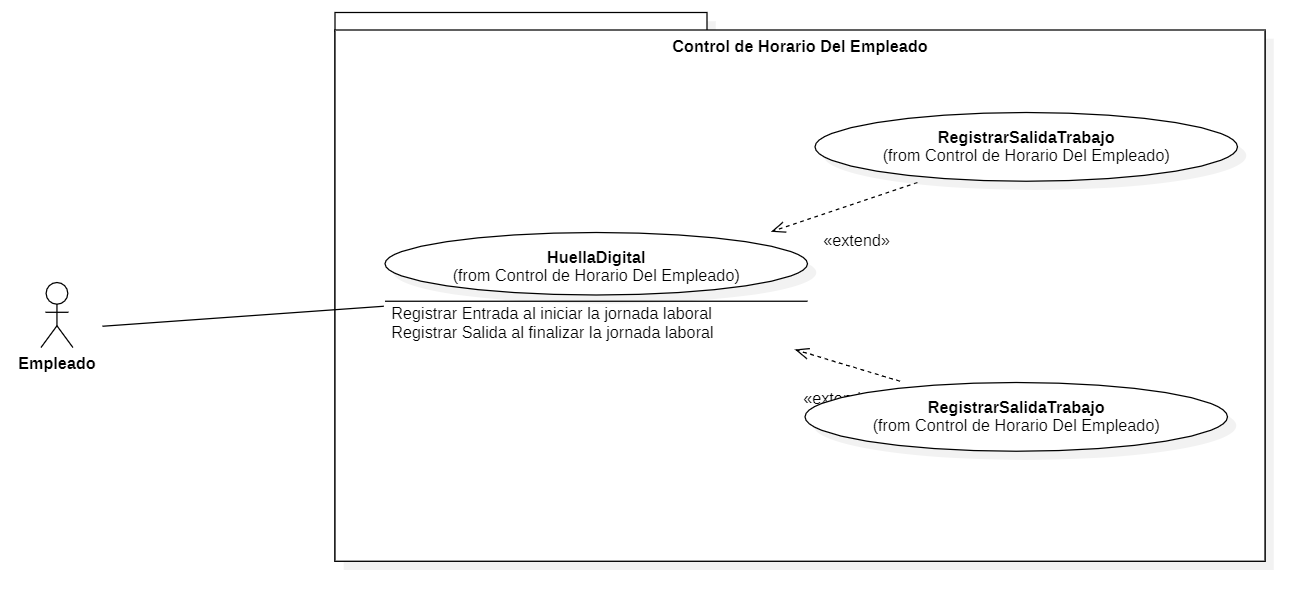 Control de Horario Del Empleado
RegistrarSalidaTrabajo
(from Control de Horario Del Empleado)
«extend»
HuellaDigital
(from Control de Horario Del Empleado)
Registrar Entrada al iniciar la jornada laboral
Registrar Salida al finalizar la jornada laboral
Empleado
RegistrarSalidaTrabajo
(from Control de Horario Del Empleado)